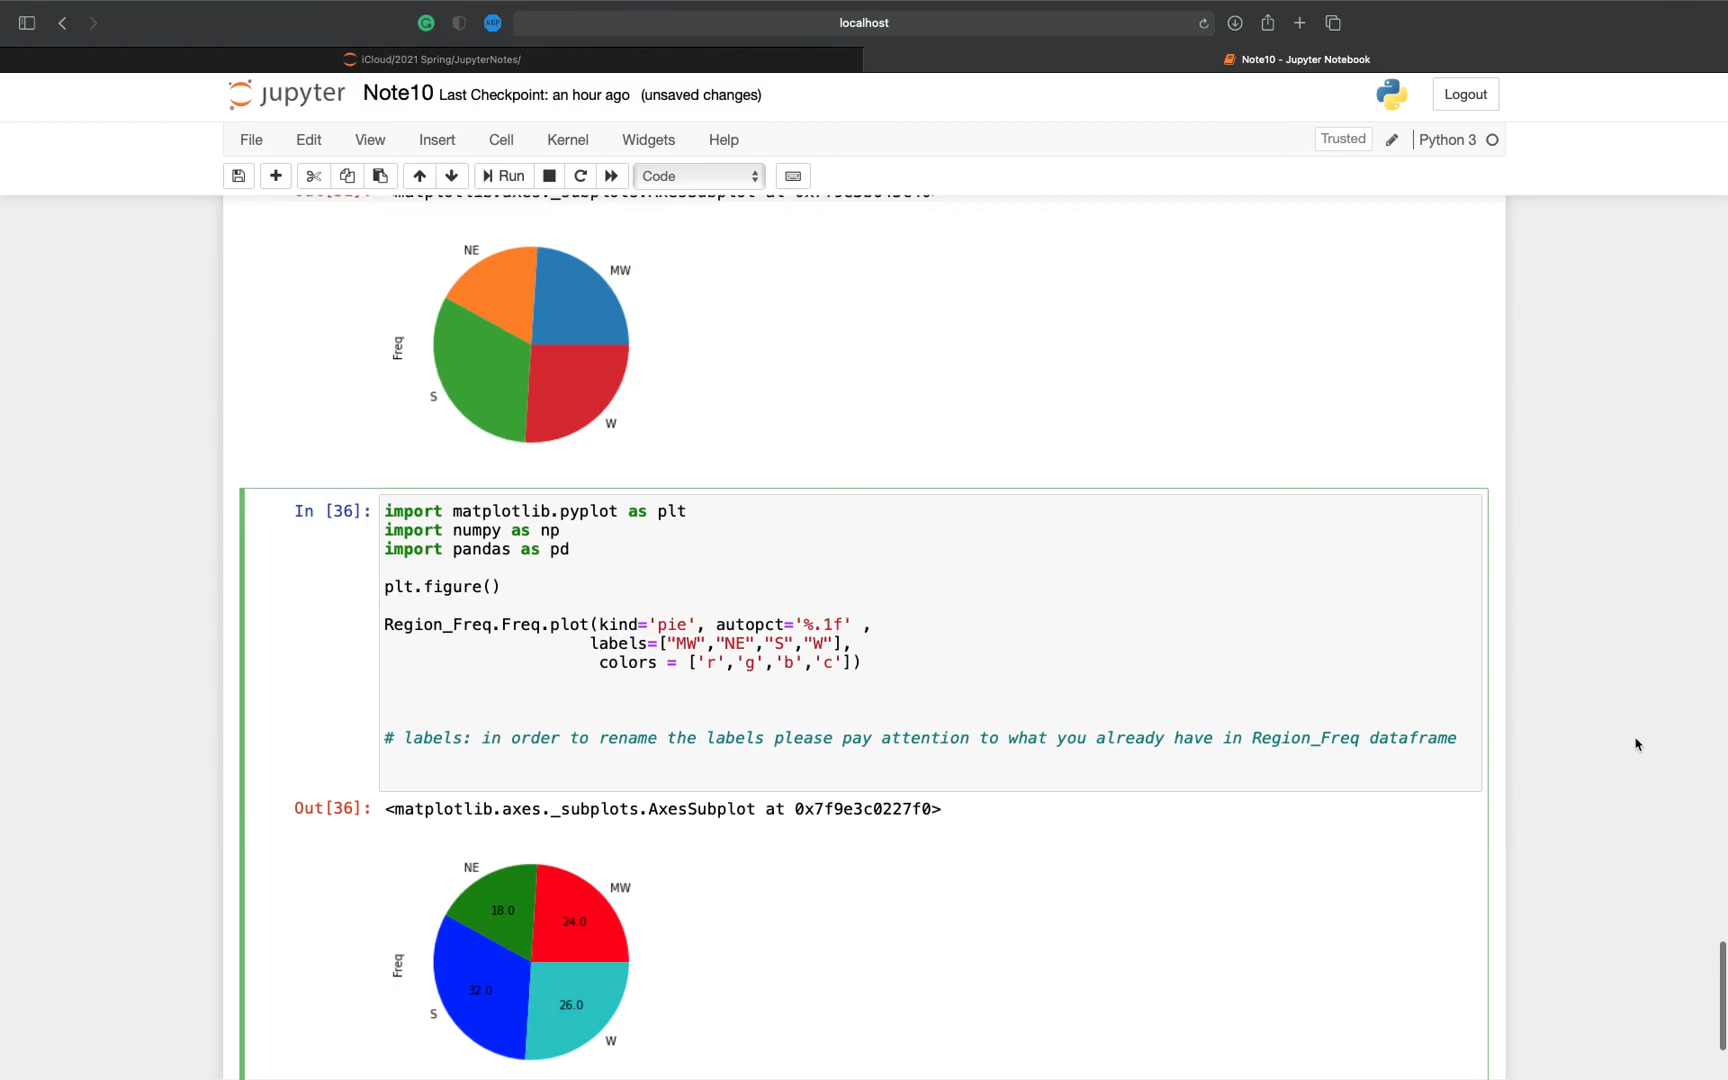 localhost
iCloud/2021 Spring/JupyterNotes/
Note10 - Jupyter Notebook
jupyter Note10 Last Checkpoint: an hour ago (unsaved changes)
Logout
File Edit View Insert Cell Kernel Widgets Help
Trusted Python 3
Run Code
NE
MW
Freq
S
W
In [36]: import matplotlib.pyplot as plt
import numpy as np
import pandas as pd
plt.figure()
Region_Freq.Freq.plot(kind='pie', autopct='%.1f' ,
labels=["MW","NE","S","W"],
colors = ['r','g','b','c'])
# labels: in order to rename the labels please pay attention to what you already have in Region_Freq dataframe
Out[36]: <matplotlib.axes._subplots.AxesSubplot at 0x7f9e3c0227f0>
NE
MW
18.0
24.0
Freq
32.0
26.0
S
W